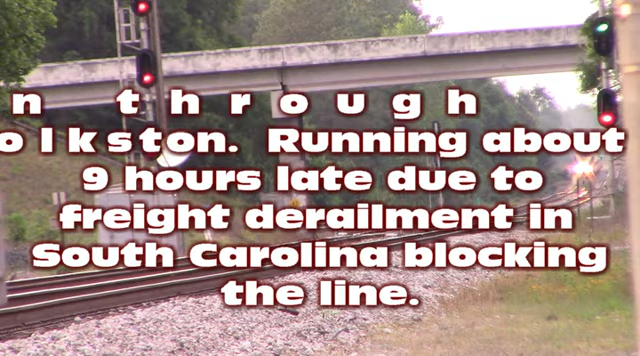 n through
olkston. Running about
9 hours late due to
freight derailment in
South Carolina blocking
the line.